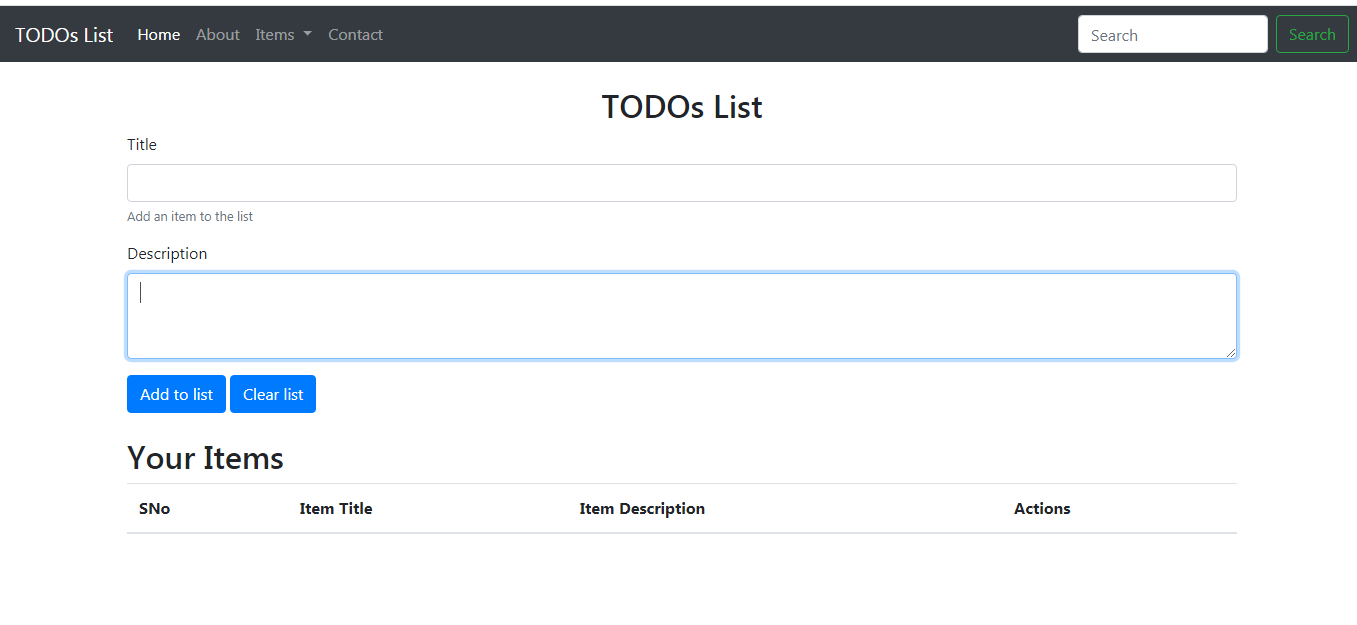 TODOs List Home About Items Contact Search Search
TODOs List
Title
Add an item to the list
Description
Add to list Clear list
Your Items
SNo Item Title Item Description Actions